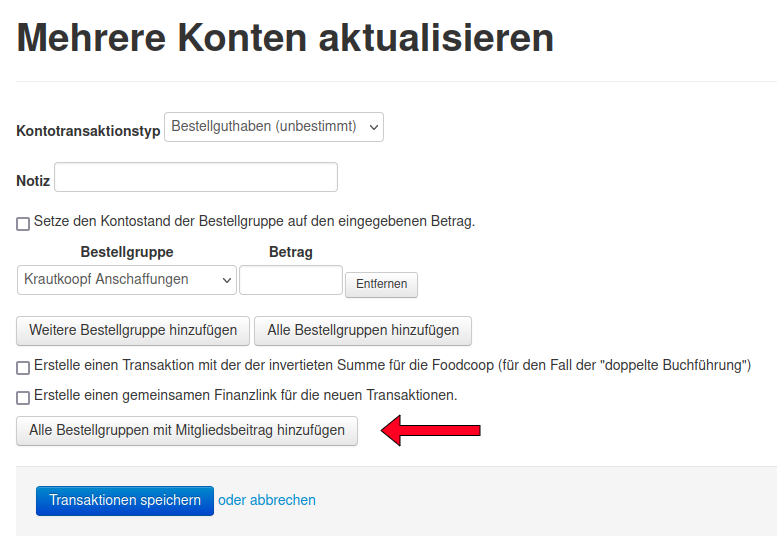 Mehrere Konten aktualisieren
Kontotransaktionstyp Bestellguthaben (unbestimmt)
Notiz
Setze den Kontostand der Bestellgruppe auf den eingegebenen Betrag.
Bestellgruppe Betrag
Krautkoopf Anschaffungen Entfernen
Weitere Bestellgruppe hinzufügen Alle Bestellgruppen hinzufügen
Erstelle einen Transaktion mit der der invertieten Summe für die Foodcoop (für den Fall der "doppelte Buchführung")
Erstelle einen gemeinsamen Finanzlink für die neuen Transaktionen.
Alle Bestellgruppen mit Mitgliedsbeitrag hinzufügen
Transaktionen speichern oder abbrechen